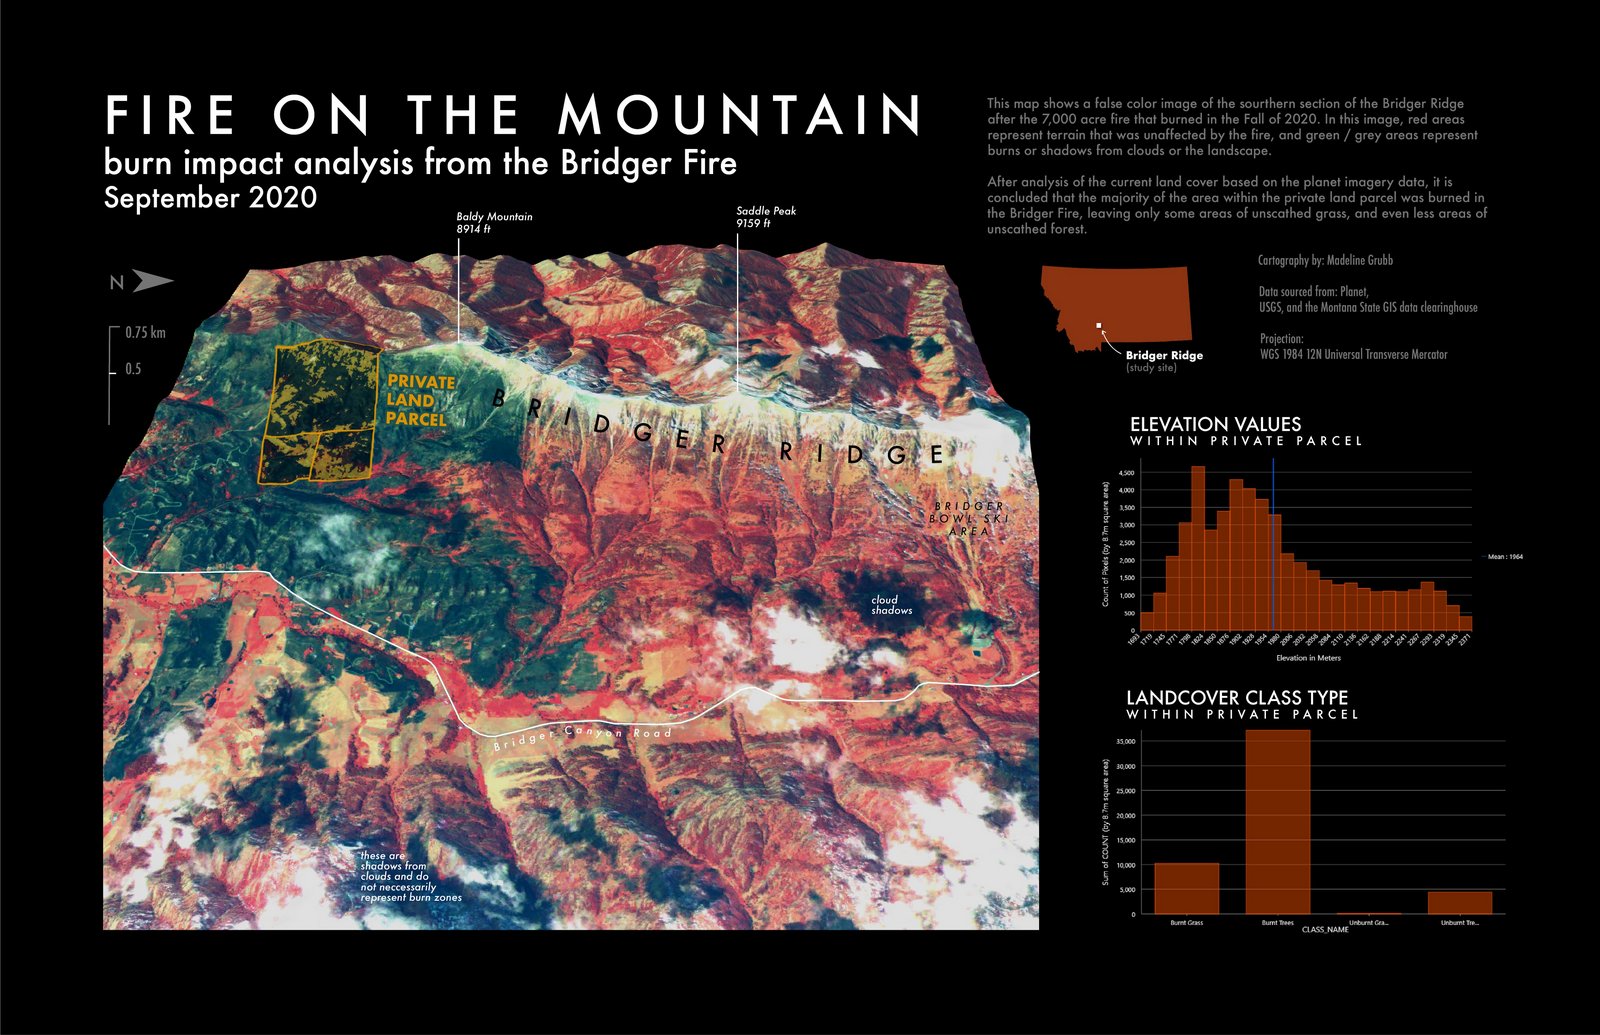 FIRE ON THE MOUNTAIN
burn impact analysis from the Bridger Fire
September 2020
This map shows a false color image of the sourthern section of the Bridger Ridge
after the 7,000 acre fire that burned in the Fall of 2020. In this image, red areas
represent terrain that was unaffected by the fire, and green / grey areas represent
burns or shadows from clouds or the landscape.
After analysis of the current land cover based on the planet imagery data, it is
concluded that the majority of the area within the private land parcel was burned in
the Bridger Fire, leaving only some areas of unscathed grass, and even less areas of
unscathed forest.
Baldy Mountain
8914 ft
Saddle Peak
9159 ft
N
0.75 km
0.5
PRIVATE
LAND
PARCEL
BRIDGER RIDGE
BRIDGER
BOWL SKI
AREA
cloud
shadows
Bridger Canyon Road
these are
shadows from
clouds and do
not neccessarily
represent burn zones
Bridger Ridge
(study site)
Cartography by: Madeline Grubb
Data sourced from: Planet,
USGS, and the Montana State GIS data clearinghouse
Projection:
WGS 1984 12N Universal Transverse Mercator
ELEVATION VALUES
WITHIN PRIVATE PARCEL
Count of Pixels (by 8.7m square area)
4,500
4,000
3,500
3,000
2,500
2,000
1,500
1,000
500
0
1693 1719 1745 1771 1798 1824 1850 1876 1902 1928 1954 1980 2006 2032 2058 2084 2110 2136 2162 2188 2214 2241 2267 2293 2319 2345 2371
Elevation in Meters
Mean : 1964
LANDCOVER CLASS TYPE
WITHIN PRIVATE PARCEL
Sum of COUNT (by 8.7m square area)
35,000
30,000
25,000
20,000
15,000
10,000
5,000
0
Burnt Grass Burnt Trees Unburnt Gra... Unburnt Tre...
CLASS_NAME